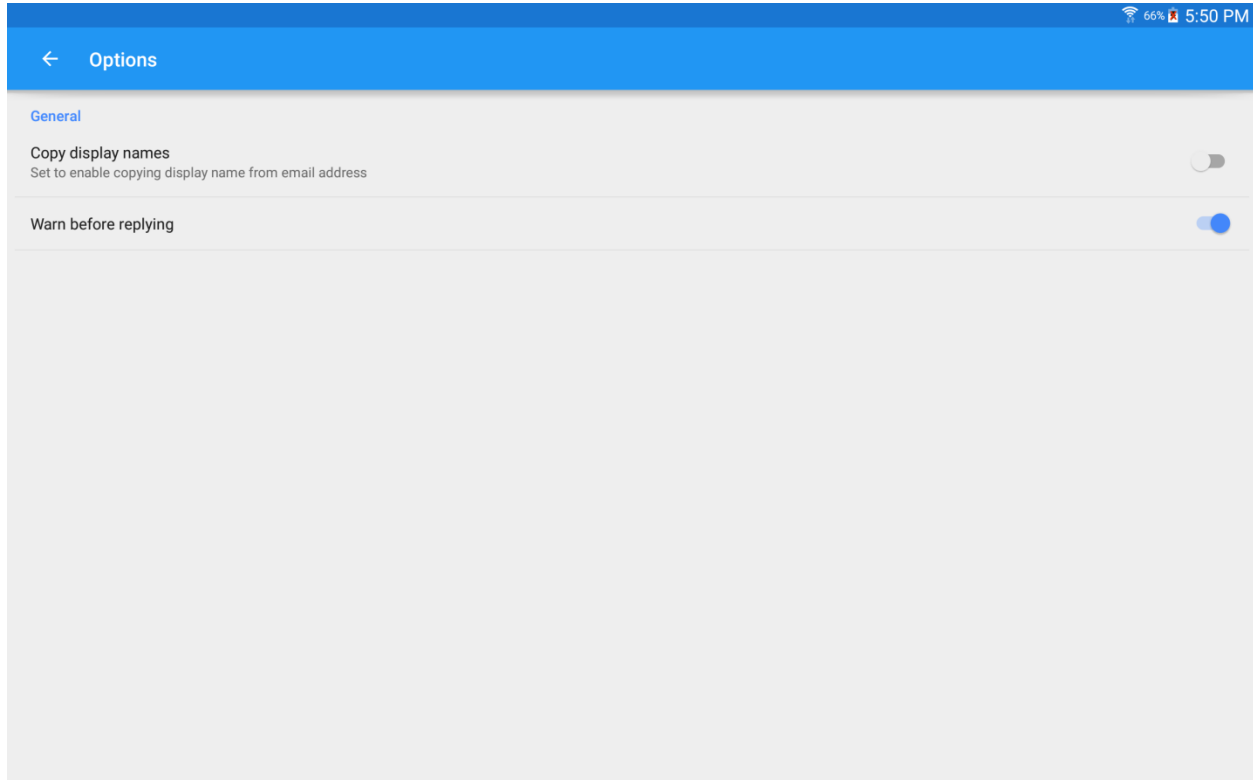 66% 5:50 PM
Options
General
Copy display names
Set to enable copying display name from email address
Warn before replying